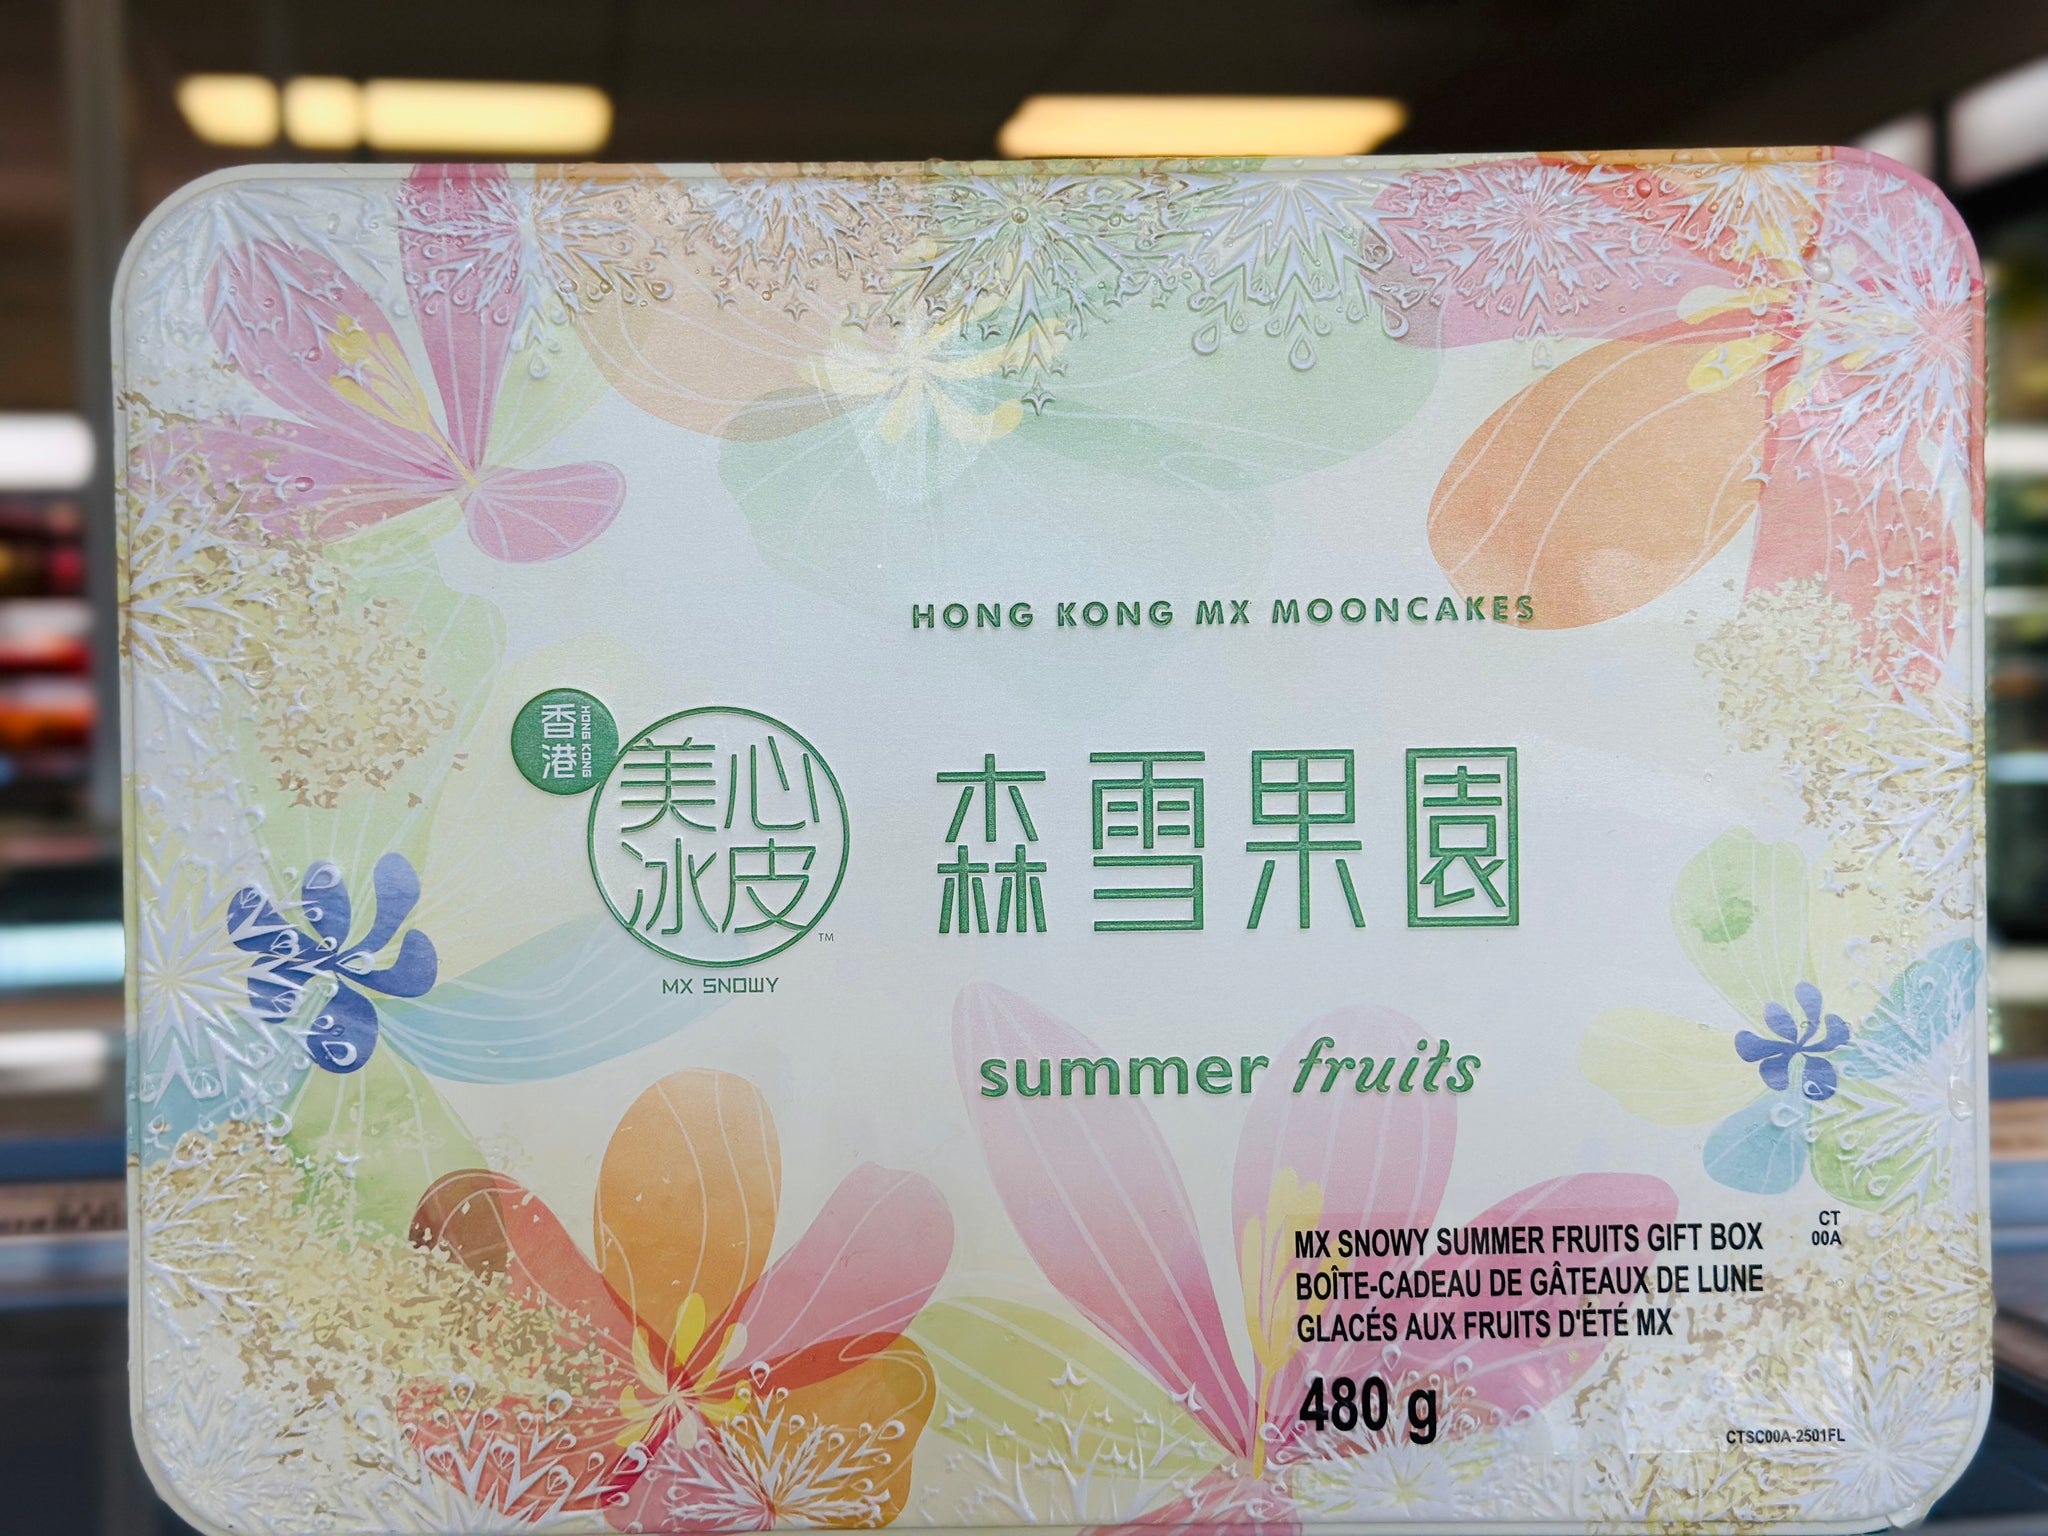 HONG KONG MX MOONCAKES
香港
HONG KONG
美心
冰皮
TM
MX SNOWY
森雪果園
summer fruits
MX SNOWY SUMMER FRUITS GIFT BOX
BOÎTE-CADEAU DE GÂTEAUX DE LUNE
GLACÉS AUX FRUITS D'ÉTÉ MX
480 g
CT
00A
CTSC00A-2501FL